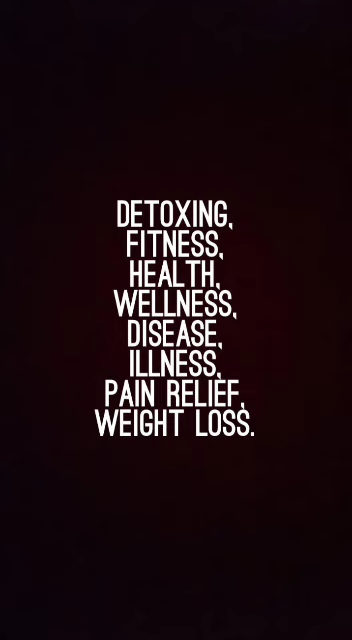 DETOXING,
FITNESS,
HEALTH,
WELLNESS,
DISEASE,
ILLNESS,
PAIN RELIEF,
WEIGHT LOSS.